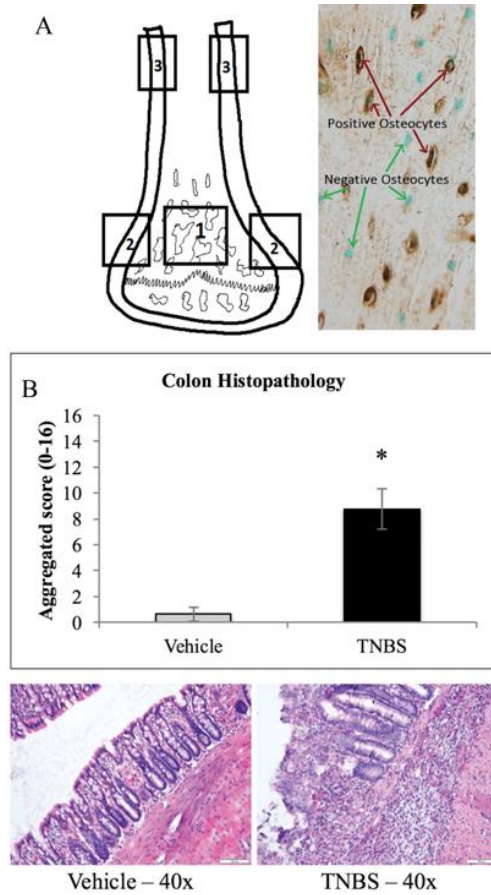 A
3 3
2 1 2
Positive Osteocytes
Negative Osteocytes
B
Colon Histopathology
Aggregated score (0-16)
16
14
12
10
8
6
4
2
0
*
Vehicle TNBS
Vehicle – 40x TNBS – 40x